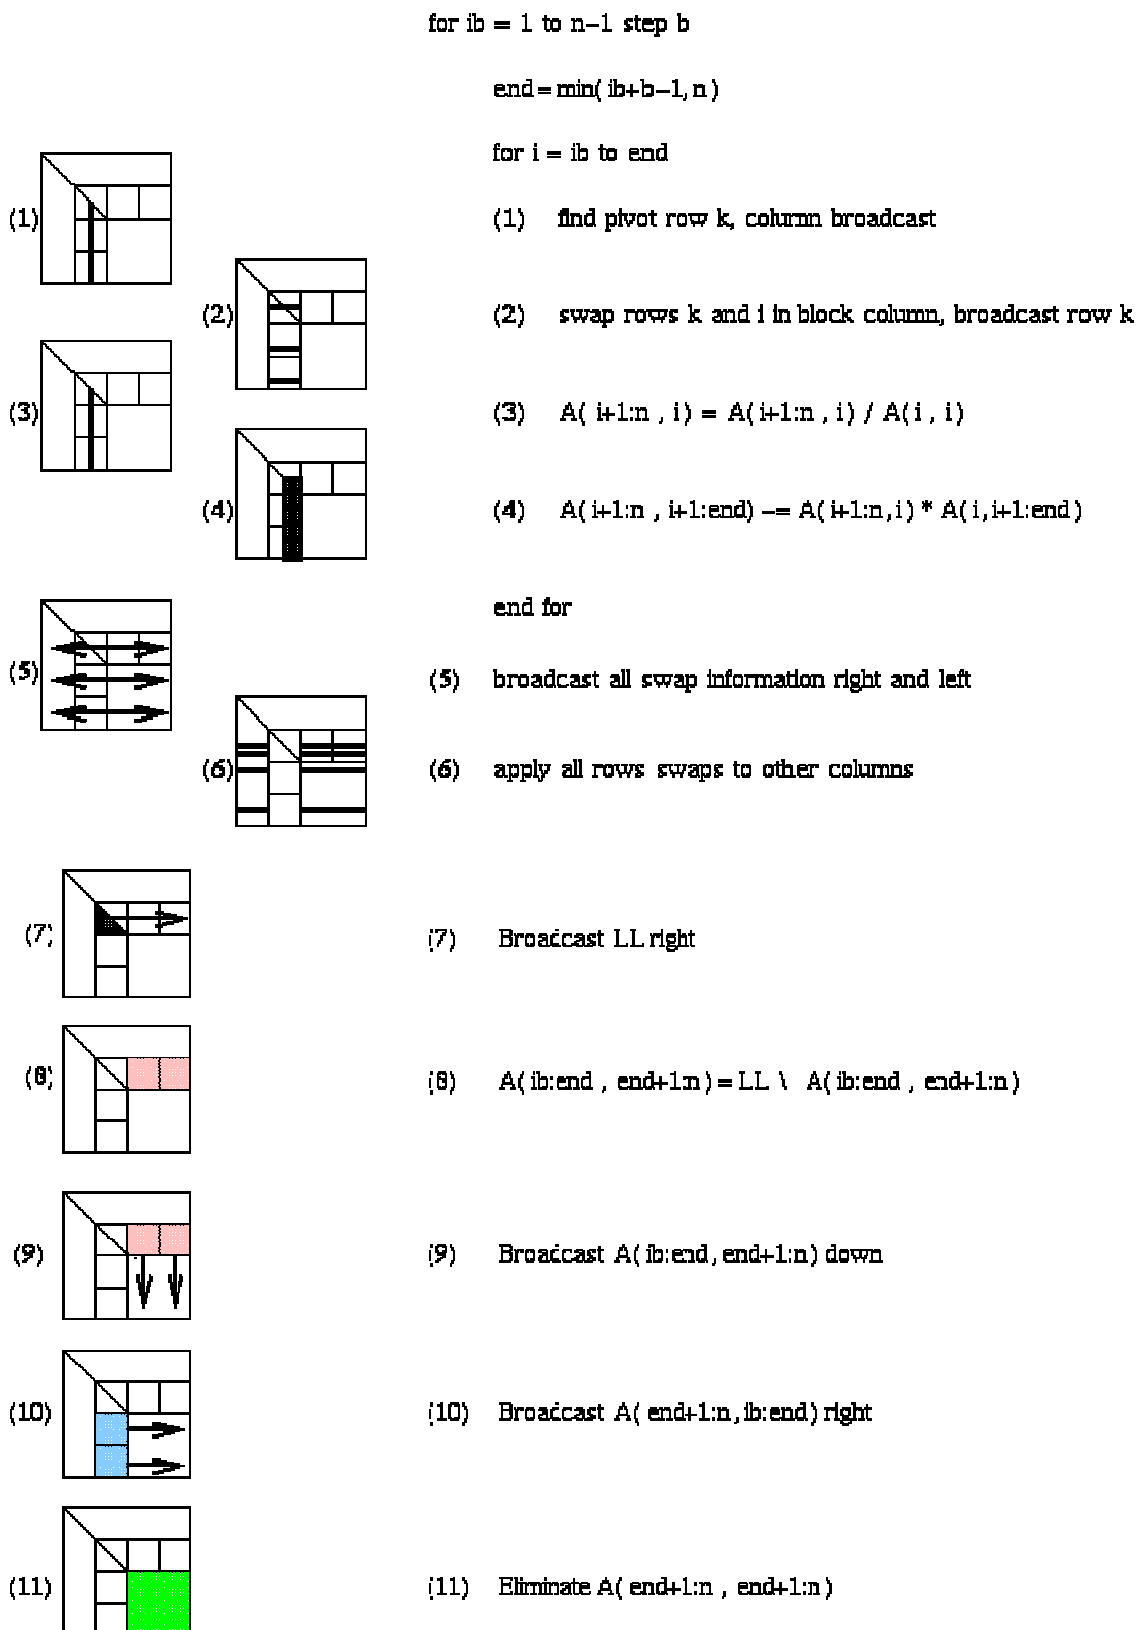 for ib = 1 to n-1 step b
end = min( ib+b-1, n )
for i = ib to end
(1) (1) find pivot row k, column broadcast
(2) (2) swap rows k and i in block column, broadcast row k
(3) (3) A( i+1:n , i ) = A( i+1:n , i ) / A( i , i )
(4) (4) A( i+1:n , i+1:end ) -= A( i+1:n, i ) * A( i, i+1:end )
end for
(5) (5) broadcast all swap information right and left
(6) (6) apply all rows swaps to other columns
(7) (7) Broadcast LL right
(8) (8) A( ib:end , end+1:n ) = LL \ A( ib:end , end+1:n )
(9) (9) Broadcast A( ib:end, end+1:n ) down
(10) (10) Broadcast A( end+1:n, ib:end ) right
(11) (11) Eliminate A( end+1:n , end+1:n )